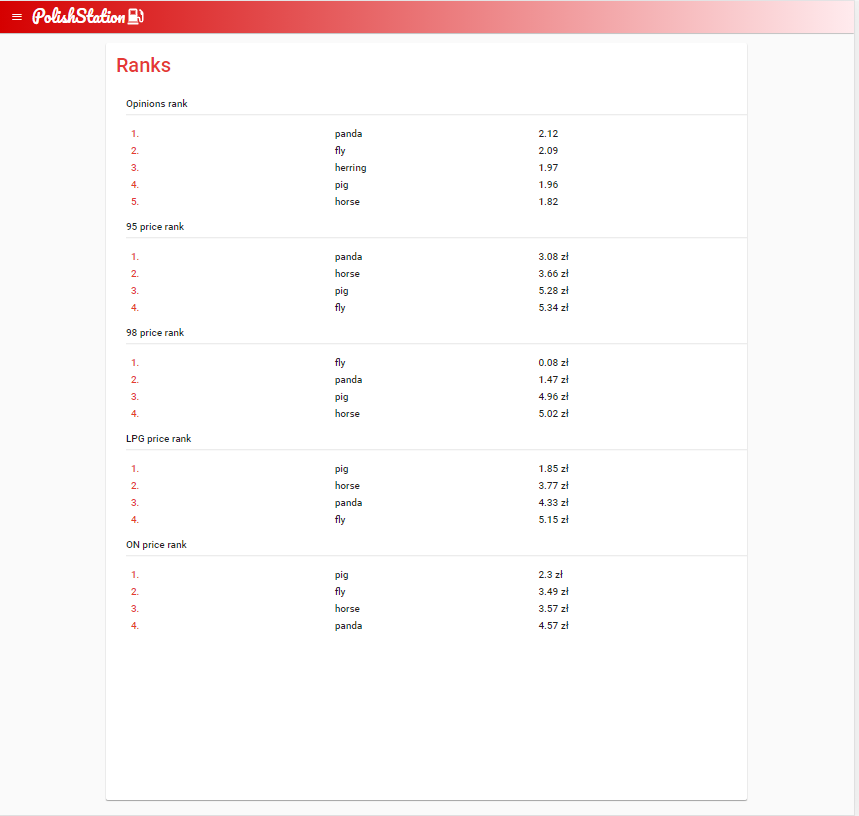 PolishStation
Ranks
Opinions rank
1. panda 2.12
2. fly 2.09
3. herring 1.97
4. pig 1.96
5. horse 1.82
95 price rank
1. panda 3.08 zł
2. horse 3.66 zł
3. pig 5.28 zł
4. fly 5.34 zł
98 price rank
1. fly 0.08 zł
2. panda 1.47 zł
3. pig 4.96 zł
4. horse 5.02 zł
LPG price rank
1. pig 1.85 zł
2. horse 3.77 zł
3. panda 4.33 zł
4. fly 5.15 zł
ON price rank
1. pig 2.3 zł
2. fly 3.49 zł
3. horse 3.57 zł
4. panda 4.57 zł